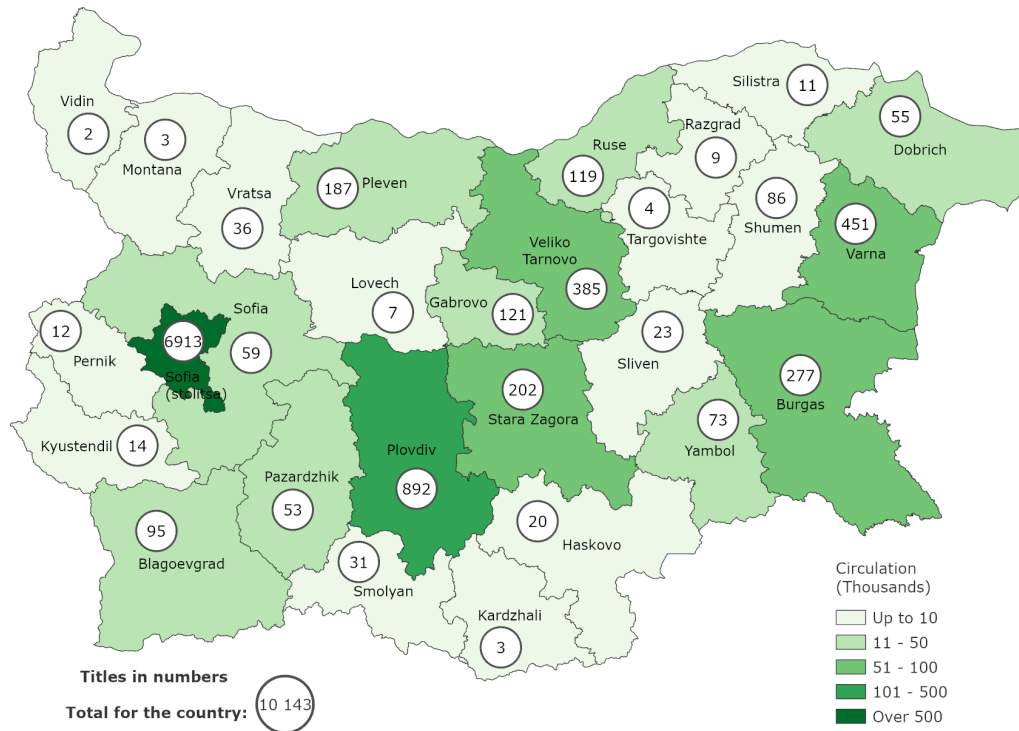 Silistra
11
Vidin
2
3
Montana
Razgrad
9
55
Dobrich
Ruse
119
Pleven
187
Vratsa
36
4
Targovishte
86
Shumen
451
Varna
Veliko
Tarnovo
385
Lovech
7
Gabrovo
121
Sofia
59
12
Pernik
6913
Sofia
(stolitsa)
23
Sliven
277
Burgas
202
Stara Zagora
73
Yambol
Kyustendil
14
Plovdiv
892
Pazardzhik
53
95
Blagoevgrad
20
Haskovo
31
Smolyan
Kardzhali
3
Circulation
(Thousands)
Up to 10
11 - 50
51 - 100
101 - 500
Over 500
Titles in numbers
Total for the country:
10 143